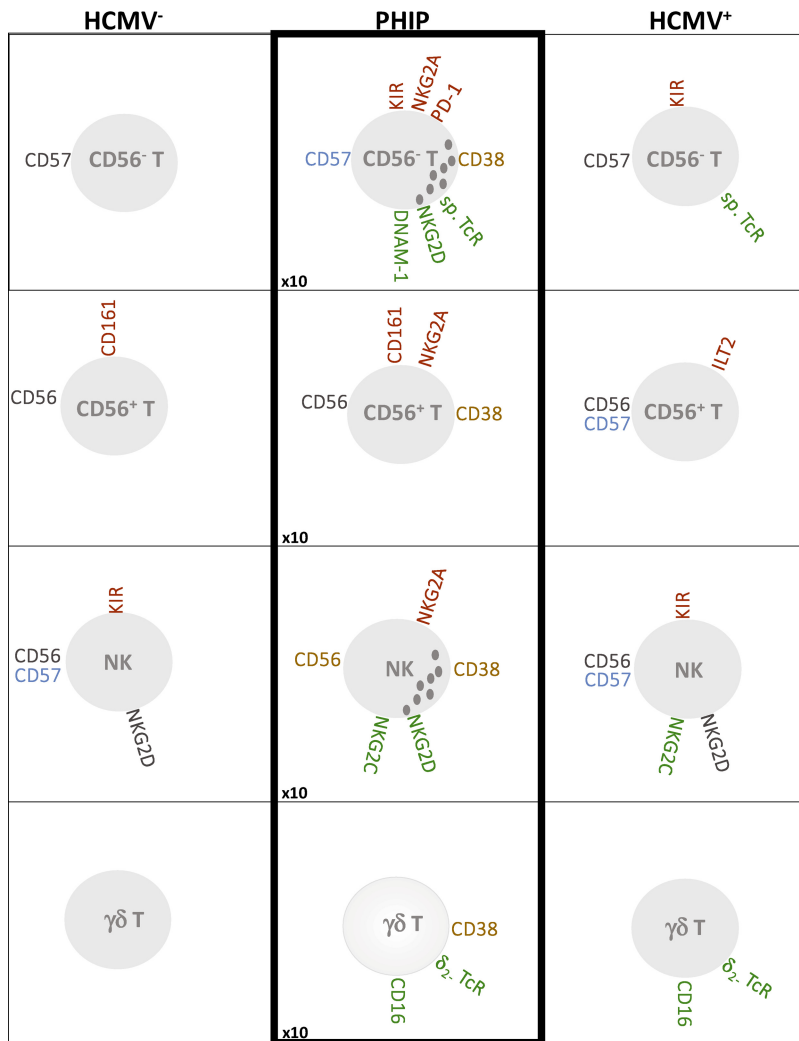 HCMV-
PHIP
HCMV+
CD57
CD56- T
KIR
NKG2A
PD-1
CD57
CD56- T
CD38
DNAM-1
NKG2D
sp. TcR
x10
KIR
CD57
CD56- T
sp. TcR
CD161
CD56
CD56+ T
CD161
NKG2A
CD56
CD56+ T
CD38
x10
ILT2
CD56
CD57
CD56+ T
KIR
CD56
CD57
NK
NKG2D
NKG2A
CD56
NK
CD38
NKG2C
NKG2D
x10
KIR
CD56
CD57
NK
NKG2C
NKG2D
γδ T
γδ T
CD38
δ2- TcR
CD16
x10
γδ T
δ2- TcR
CD16